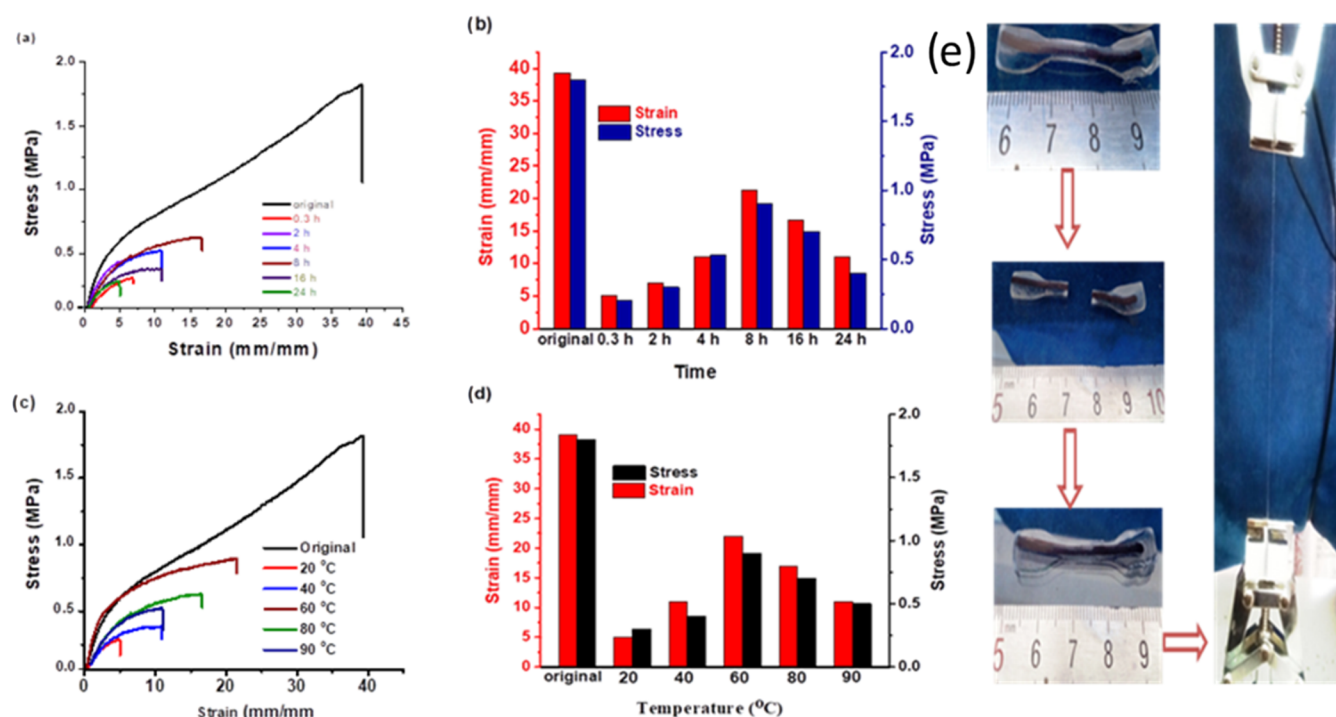 (a)
2.0
1.5
1.0
0.5
0.0
Stress (MPa)
original
0.3 h
2 h
4 h
8 h
16 h
24 h
0 5 10 15 20 25 30 35 40 45
Strain (mm/mm)
(b)
40
35
30
25
20
15
10
5
0
Strain (mm/mm)
Strain
Stress
2.0
1.5
1.0
0.5
0.0
Stress (MPa)
original 0.3 h 2 h 4 h 8 h 16 h 24 h
Time
(c)
2.0
1.5
1.0
0.5
0.0
Stress (MPa)
Original
20 °C
40 °C
60 °C
80 °C
90 °C
0 10 20 30 40
Strain (mm/mm
(d)
40
35
30
25
20
15
10
5
0
Strain (mm/mm)
Stress
Strain
2.0
1.5
1.0
0.5
0.0
Stress (MPa)
original 20 40 60 80 90
Temperature (°C)
(e)
6 7 8 9
5 6 7 8 9 10
5 6 7 8 9